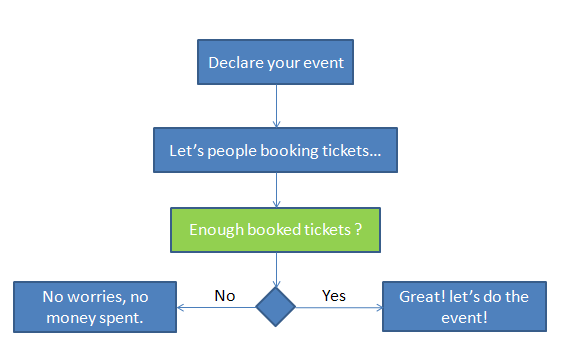 Declare your event
Let's people booking tickets...
Enough booked tickets ?
No
Yes
No worries, no
money spent.
Great! let's do the
event!